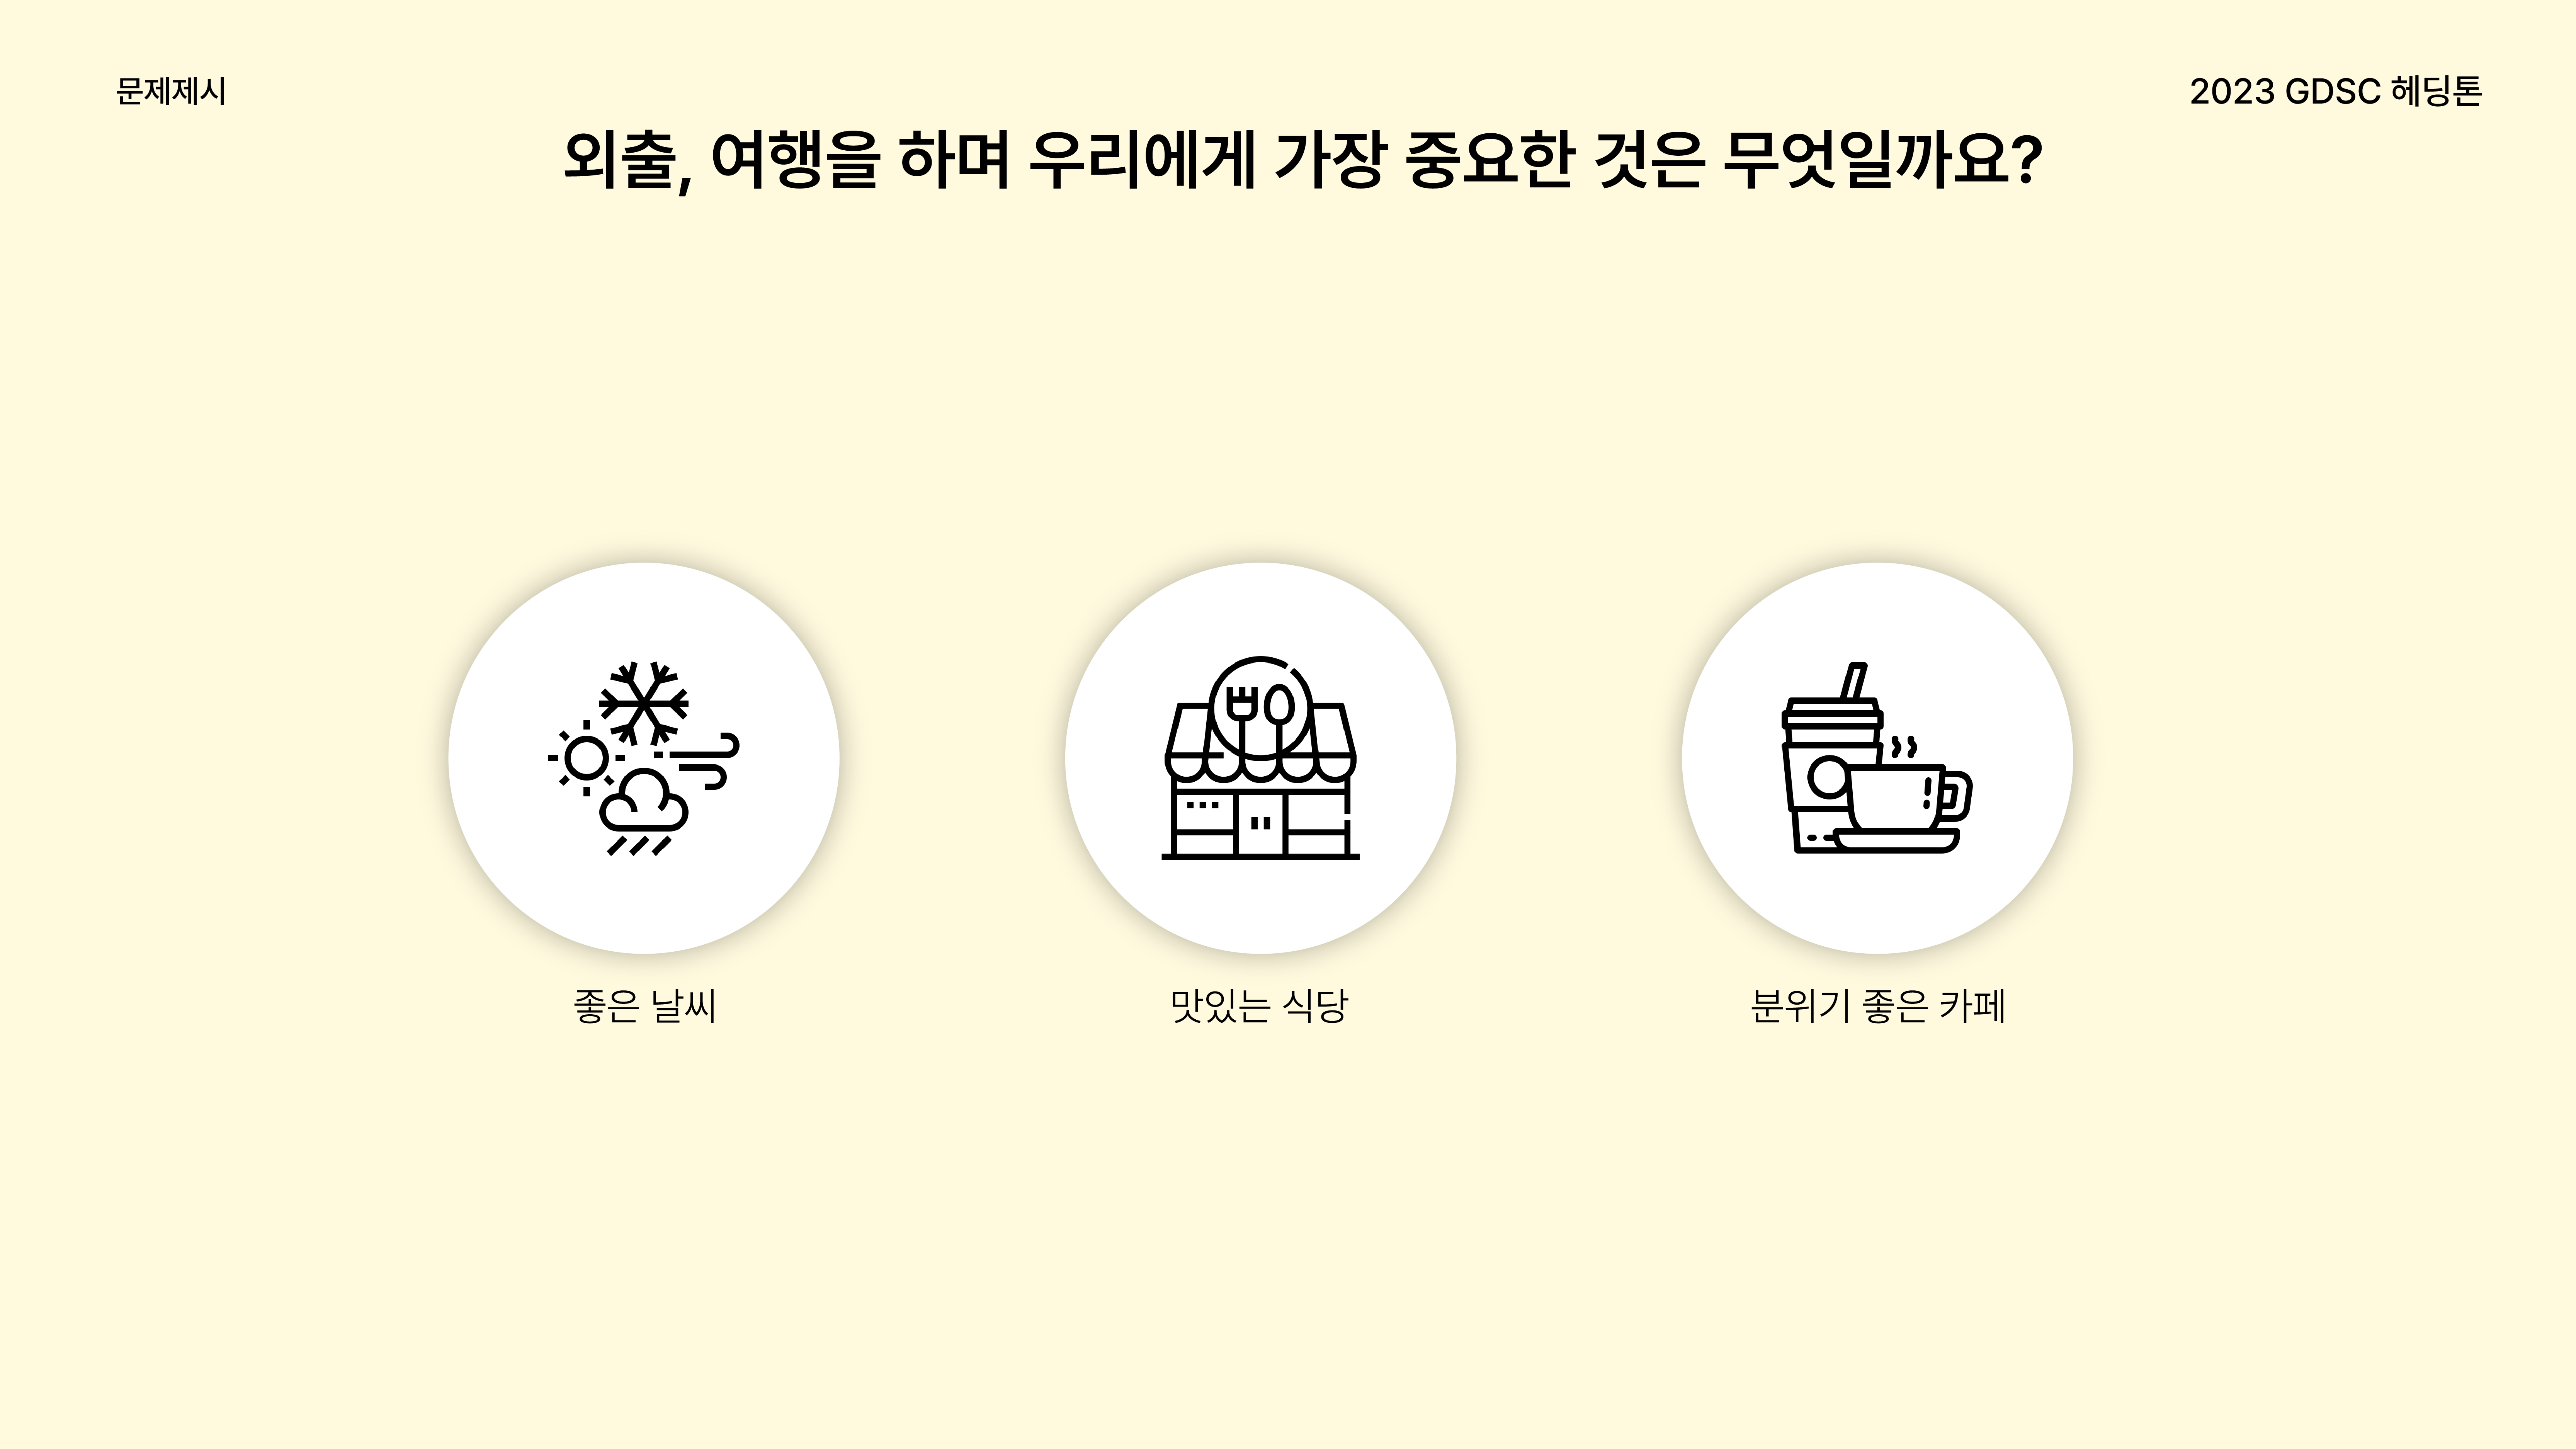 문제제시
2023 GDSC 헤딩톤
외출, 여행을 하며 우리에게 가장 중요한 것은 무엇일까요?
좋은 날씨
맛있는 식당
분위기 좋은 카페